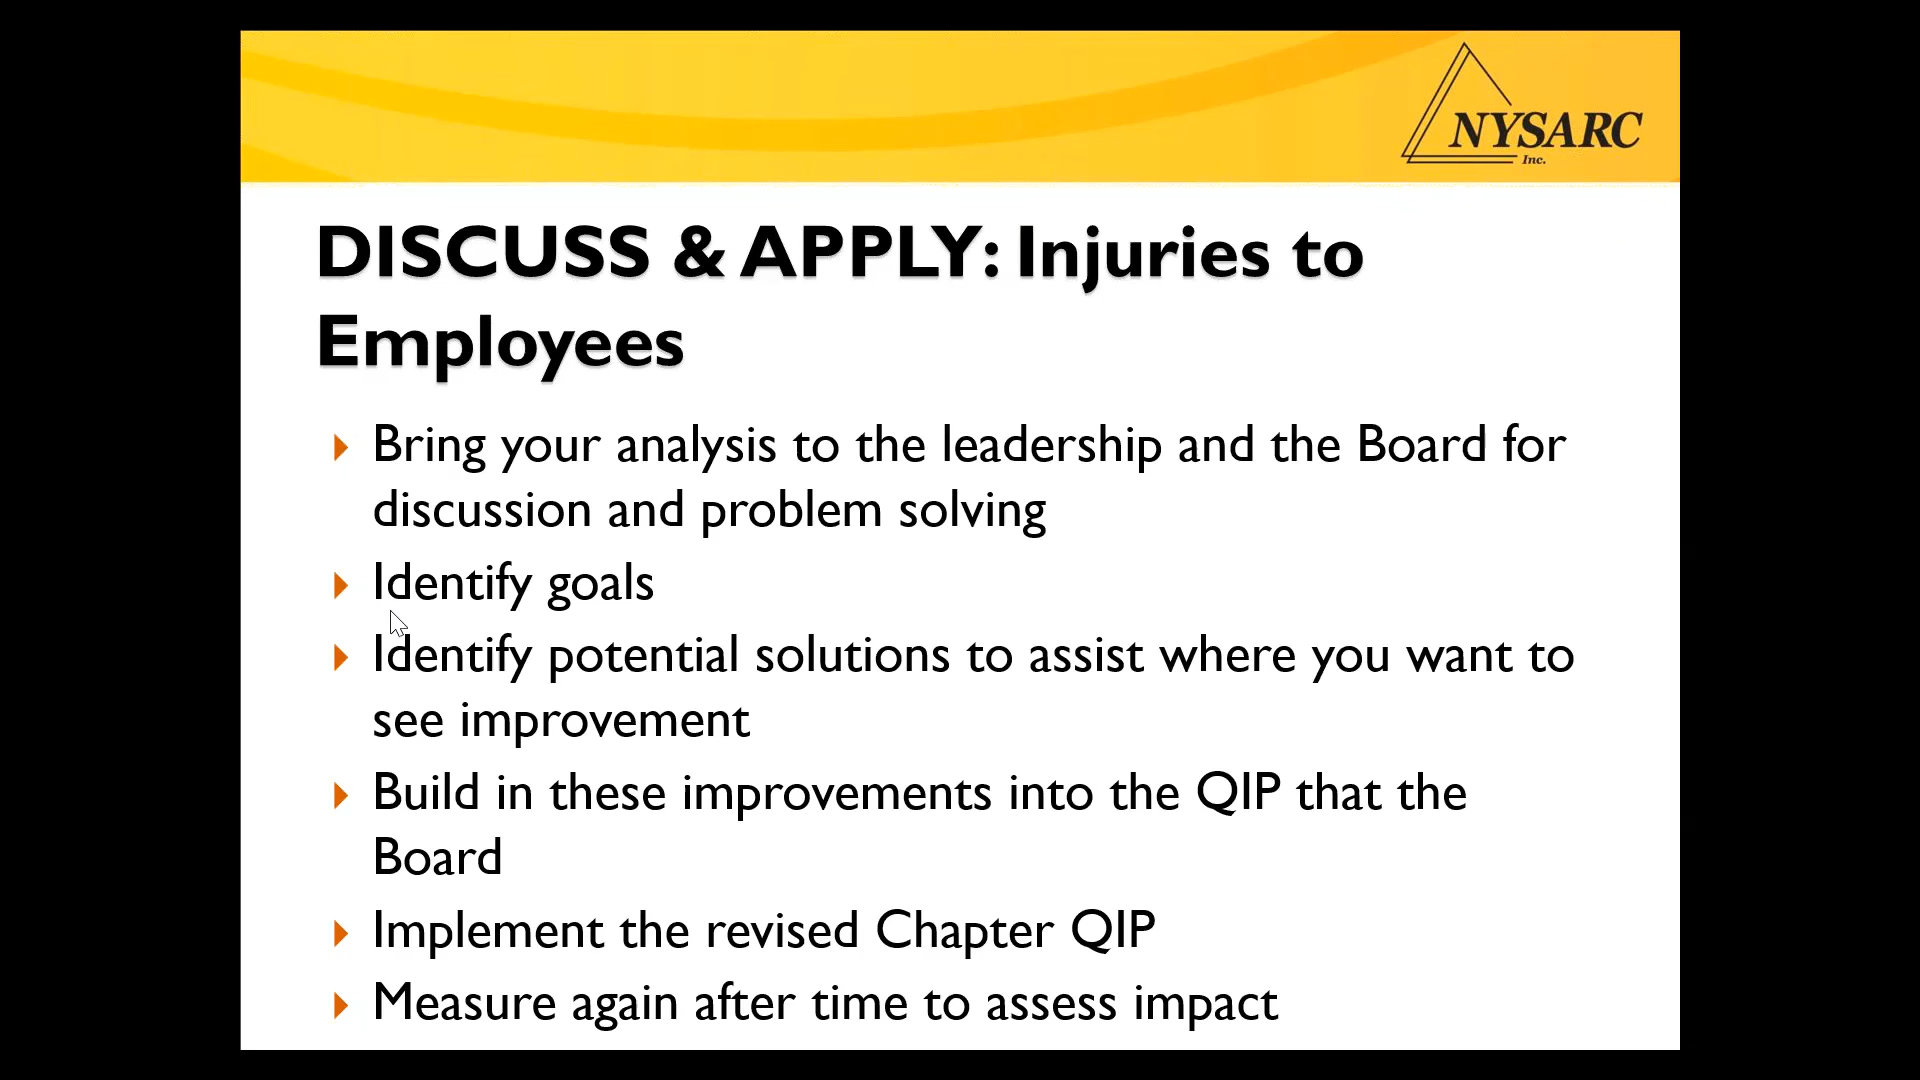 NYSARC
Inc.
DISCUSS & APPLY: Injuries to
Employees
Bring your analysis to the leadership and the Board for
discussion and problem solving
Identify goals
Identify potential solutions to assist where you want to
see improvement
Build in these improvements into the QIP that the
Board
Implement the revised Chapter QIP
Measure again after time to assess impact